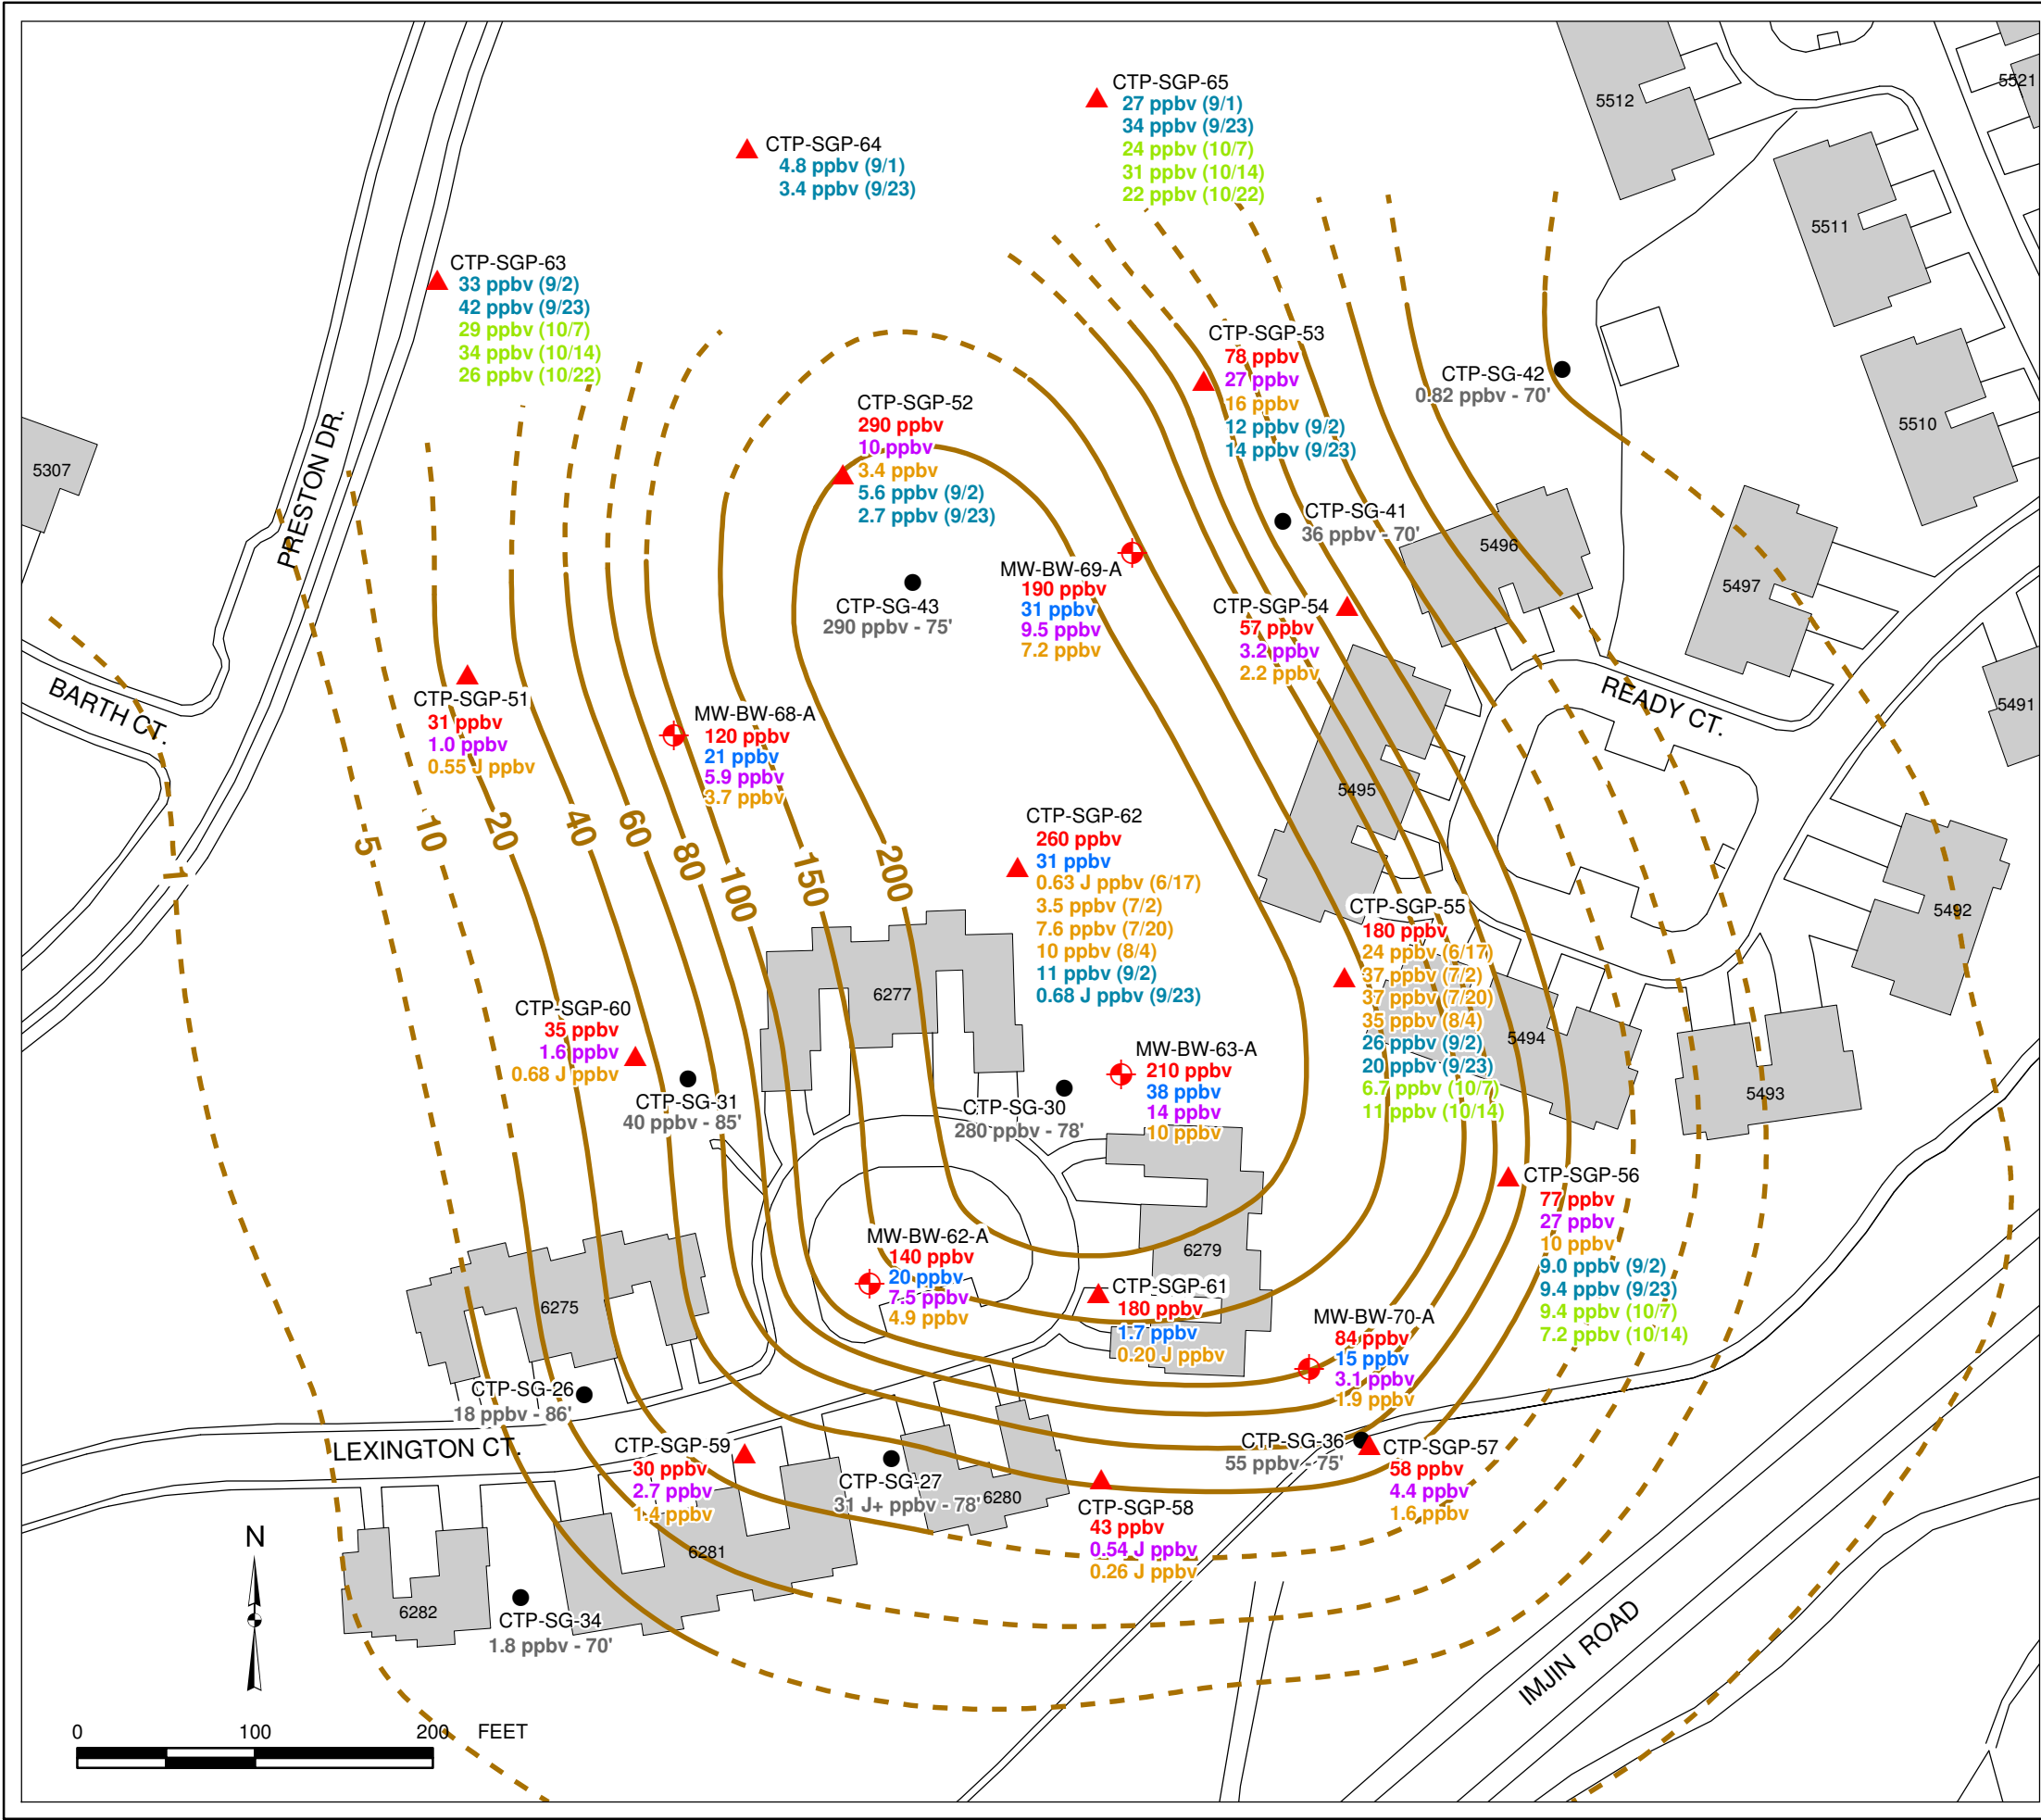 CTP-SGP-65
27 ppbv (9/1)
34 ppbv (9/23)
24 ppbv (10/7)
31 ppbv (10/14)
22 ppbv (10/22)
5512
5521
CTP-SGP-64
4.8 ppbv (9/1)
3.4 ppbv (9/23)
5511
CTP-SGP-63
33 ppbv (9/2)
42 ppbv (9/23)
29 ppbv (10/7)
34 ppbv (10/14)
26 ppbv (10/22)
CTP-SGP-53
78 ppbv
27 ppbv
16 ppbv
12 ppbv (9/2)
14 ppbv (9/23)
CTP-SG-42
0.82 ppbv - 70'
5510
CTP-SGP-52
290 ppbv
10 ppbv
3.4 ppbv
5.6 ppbv (9/2)
2.7 ppbv (9/23)
5307
PRESTON DR.
CTP-SG-41
36 ppbv - 70'
5496
5497
MW-BW-69-A
190 ppbv
31 ppbv
9.5 ppbv
7.2 ppbv
CTP-SG-43
290 ppbv - 75'
CTP-SGP-54
57 ppbv
3.2 ppbv
2.2 ppbv
BARTH CT.
CTP-SGP-51
31 ppbv
1.0 ppbv
0.55 J ppbv
MW-BW-68-A
120 ppbv
21 ppbv
5.9 ppbv
3.7 ppbv
READY CT.
5491
5495
CTP-SGP-62
260 ppbv
31 ppbv
0.63 J ppbv (6/17)
3.5 ppbv (7/2)
7.6 ppbv (7/20)
10 ppbv (8/4)
11 ppbv (9/2)
0.68 J ppbv (9/23)
1
5
10
20
40
60
80
100
150
200
CTP-SGP-55
180 ppbv
24 ppbv (6/17)
37 ppbv (7/2)
37 ppbv (7/20)
35 ppbv (8/4)
26 ppbv (9/2)
20 ppbv (9/23)
6.7 ppbv (10/7)
11 ppbv (10/14)
5492
6277
5494
CTP-SGP-60
35 ppbv
1.6 ppbv
0.68 J ppbv
MW-BW-63-A
210 ppbv
38 ppbv
14 ppbv
10 ppbv
5493
CTP-SG-31
40 ppbv - 85'
CTP-SG-30
280 ppbv - 78'
CTP-SGP-56
77 ppbv
27 ppbv
10 ppbv
9.0 ppbv (9/2)
9.4 ppbv (9/23)
9.4 ppbv (10/7)
7.2 ppbv (10/14)
MW-BW-62-A
140 ppbv
20 ppbv
7.5 ppbv
4.9 ppbv
6279
CTP-SGP-61
180 ppbv
1.7 ppbv
0.20 J ppbv
6275
MW-BW-70-A
84 ppbv
15 ppbv
3.1 ppbv
1.9 ppbv
CTP-SG-26
18 ppbv - 86'
LEXINGTON CT.
CTP-SGP-59
30 ppbv
2.7 ppbv
1.4 ppbv
CTP-SG-27
31 J+ ppbv - 78'
6280
CTP-SG-36
55 ppbv - 75'
CTP-SGP-57
58 ppbv
4.4 ppbv
1.6 ppbv
CTP-SGP-58
43 ppbv
0.54 J ppbv
0.26 J ppbv
6281
6282
CTP-SG-34
1.8 ppbv - 70'
N
IMJIN ROAD
0 100 200 FEET